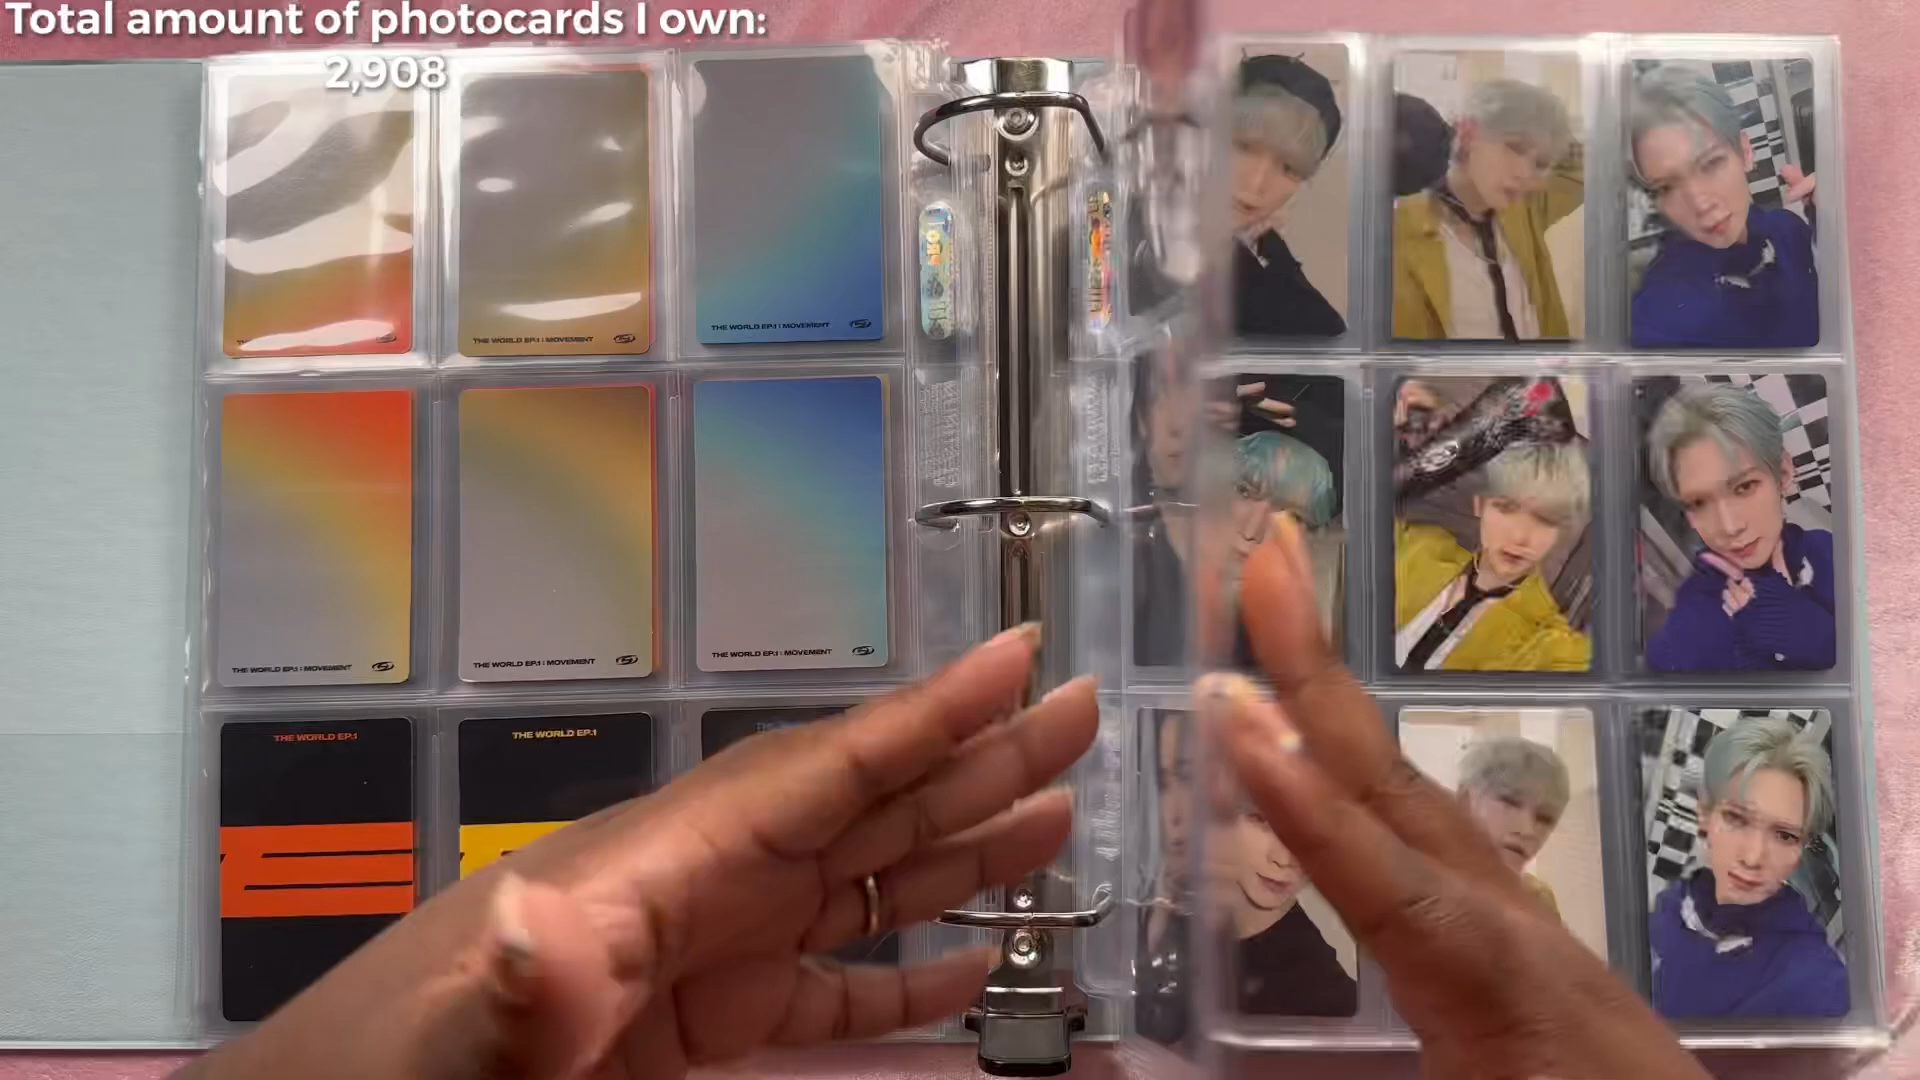 Total amount of photocards I own:
2,908
THE WORLD EP.1 : MOVEMENT
THE WORLD EP.1 : MOVEMENT
THE WORLD EP.1 : MOVEMENT
THE WORLD EP.1 : MOVEMENT
THE WORLD EP.1 : MOVEMENT
THE WORLD EP.1
THE WORLD EP.1